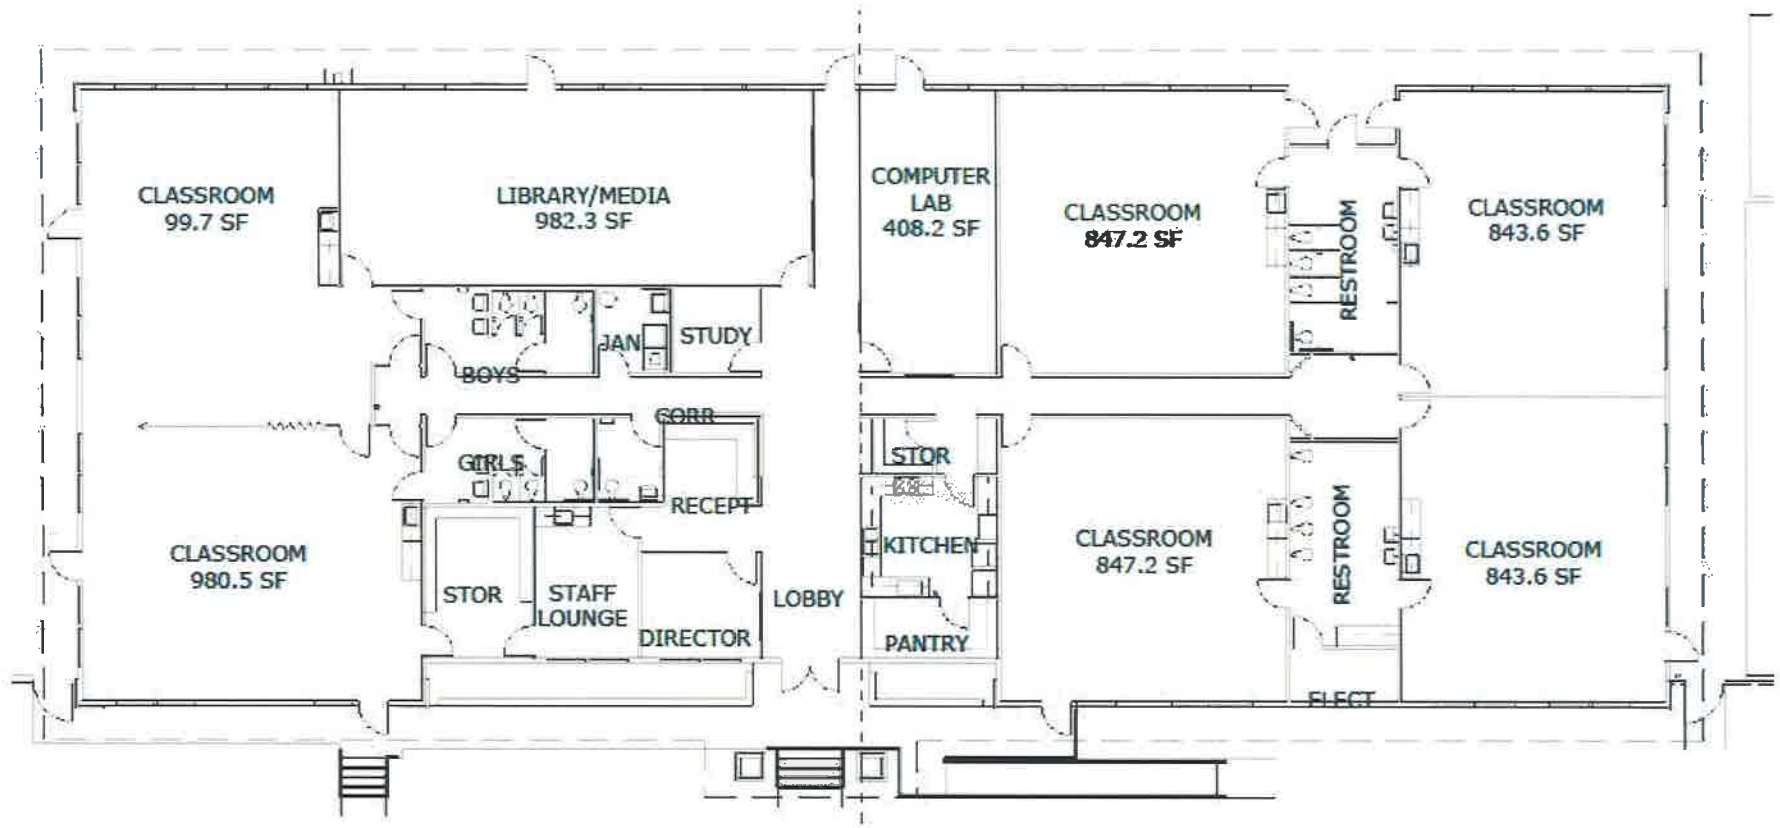 CLASSROOM
99.7 SF
LIBRARY/MEDIA
982.3 SF
COMPUTER
LAB
408.2 SF
CLASSROOM
847.2 SF
RESTROOM
CLASSROOM
843.6 SF
BOYS
JAN
STUDY
CORR
GIRLS
RECEPT
STOR
CLASSROOM
980.5 SF
STOR
STAFF
LOUNGE
DIRECTOR
LOBBY
KITCHEN
PANTRY
CLASSROOM
847.2 SF
RESTROOM
CLASSROOM
843.6 SF
ELECT